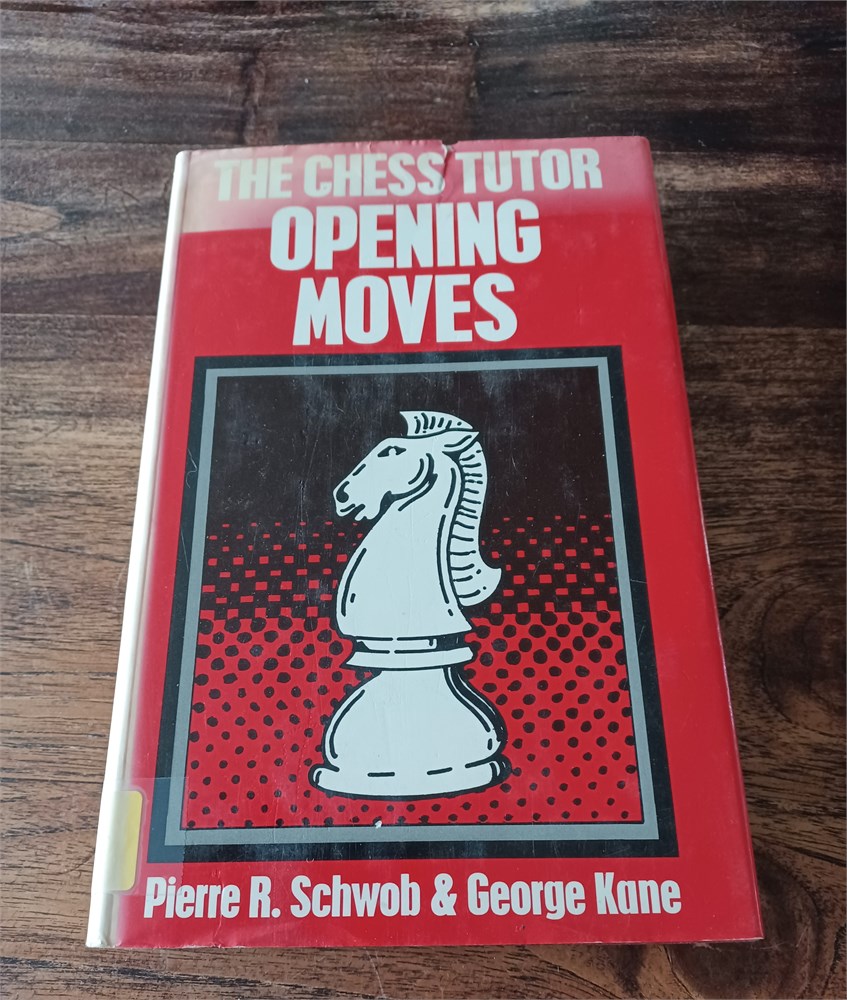 THE CHESS TUTOR
OPENING
MOVES
Pierre R. Schwob & George Kane